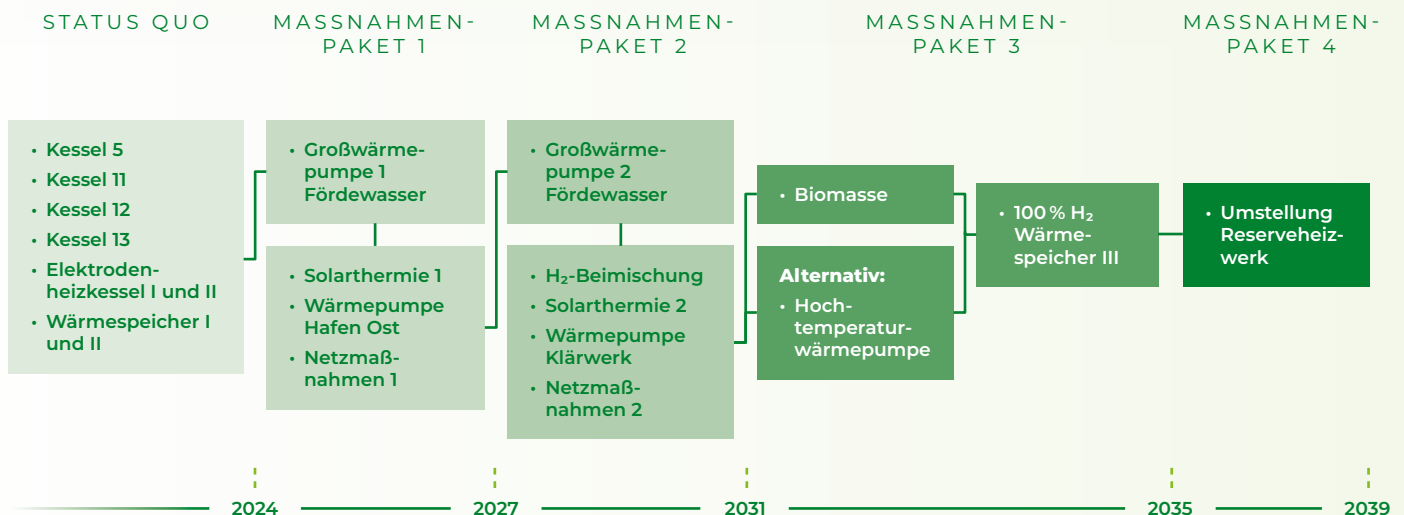 STATUS QUO
MASSNAHMEN-
PAKET 1
MASSNAHMEN-
PAKET 2
MASSNAHMEN-
PAKET 3
MASSNAHMEN-
PAKET 4
• Kessel 5
• Kessel 11
• Kessel 12
• Kessel 13
• Elektroden-
heizkessel I und II
• Wärmespeicher I
und II
• Großwärme-
pumpe 1
Fördewasser
• Solarthermie 1
• Wärmepumpe
Hafen Ost
• Netzmaß-
nahmen 1
• Großwärme-
pumpe 2
Fördewasser
• H₂-Beimischung
• Solarthermie 2
• Wärmepumpe
Klärwerk
• Netzmaß-
nahmen 2
• Biomasse
Alternativ:
• Hoch-
temperatur-
wärmepumpe
• 100 % H₂
Wärme-
speicher III
• Umstellung
Reserveheiz-
werk
2024
2027
2031
2035
2039